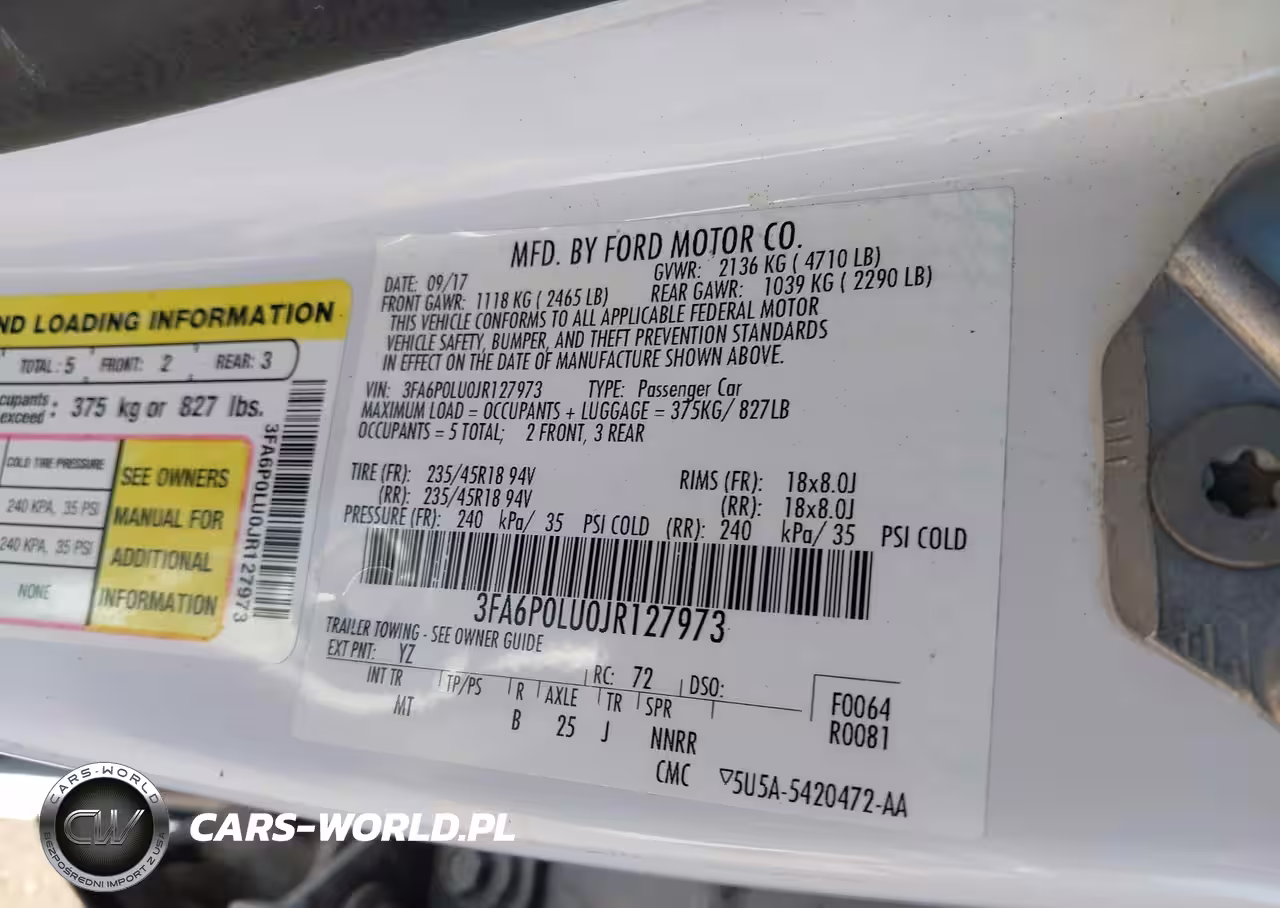 MFD. BY FORD MOTOR CO.
DATE: 09/17 GVWR: 2136 KG ( 4710 LB)
FRONT GAWR: 1118 KG ( 2465 LB) REAR GAWR: 1039 KG ( 2290 LB)
THIS VEHICLE CONFORMS TO ALL APPLICABLE FEDERAL MOTOR
VEHICLE SAFETY, BUMPER, AND THEFT PREVENTION STANDARDS
IN EFFECT ON THE DATE OF MANUFACTURE SHOWN ABOVE.
VIN: 3FA6P0LU0JR127973 TYPE: Passenger Car
MAXIMUM LOAD = OCCUPANTS + LUGGAGE = 375KG/ 827LB
OCCUPANTS = 5 TOTAL; 2 FRONT, 3 REAR
TIRE (FR): 235/45R18 94V RIMS (FR): 18x8.0J
(RR): 235/45R18 94V (RR): 18x8.0J
PRESSURE (FR): 240 kPa/ 35 PSI COLD (RR): 240 kPa/ 35 PSI COLD
3FA6P0LU0JR127973
TRAILER TOWING - SEE OWNER GUIDE
EXT PNT: YZ RC: 72 DSO:
INT TR TP/PS R AXLE TR SPR
MT B 25 J NNRR
CMC
F0064
R0081
▽5U5A-5420472-AA
ND LOADING INFORMATION
TOTAL : 5 FRONT: 2 REAR: 3
cupants
exceed : 375 kg or 827 lbs.
COLD TIRE PRESSURE
240 KPA, 35 PSI
240 KPA, 35 PSI
NONE
SEE OWNERS
MANUAL FOR
ADDITIONAL
INFORMATION
3FA6P0LU0JR127973
CARS-WORLD
CW
BEZPOŚREDNI IMPORT Z USA
CARS-WORLD.PL